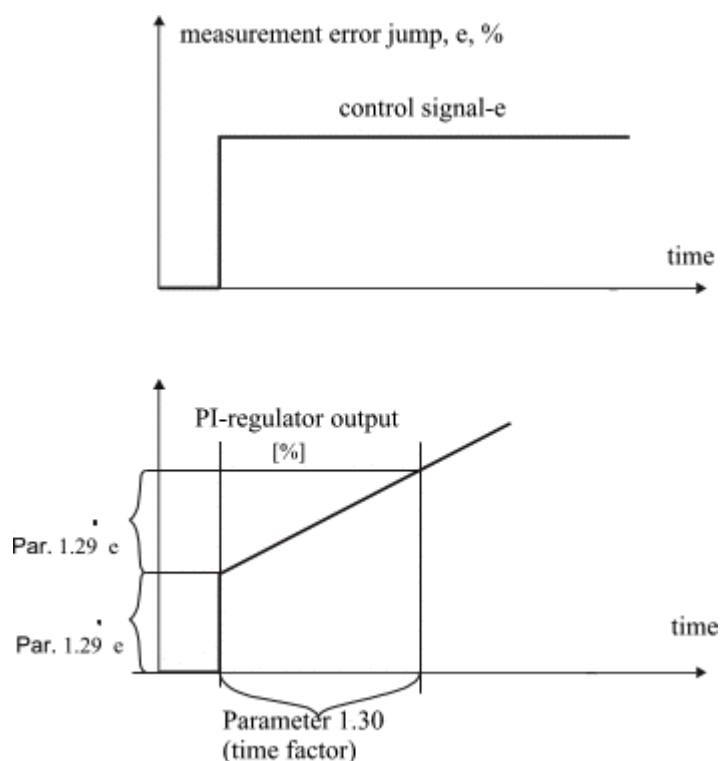 measurement error jump, e, %
control signal-e
time
PI-regulator output
[%]
Par. 1.29 e
Par. 1.29 e
time
Parameter 1.30
(time factor)